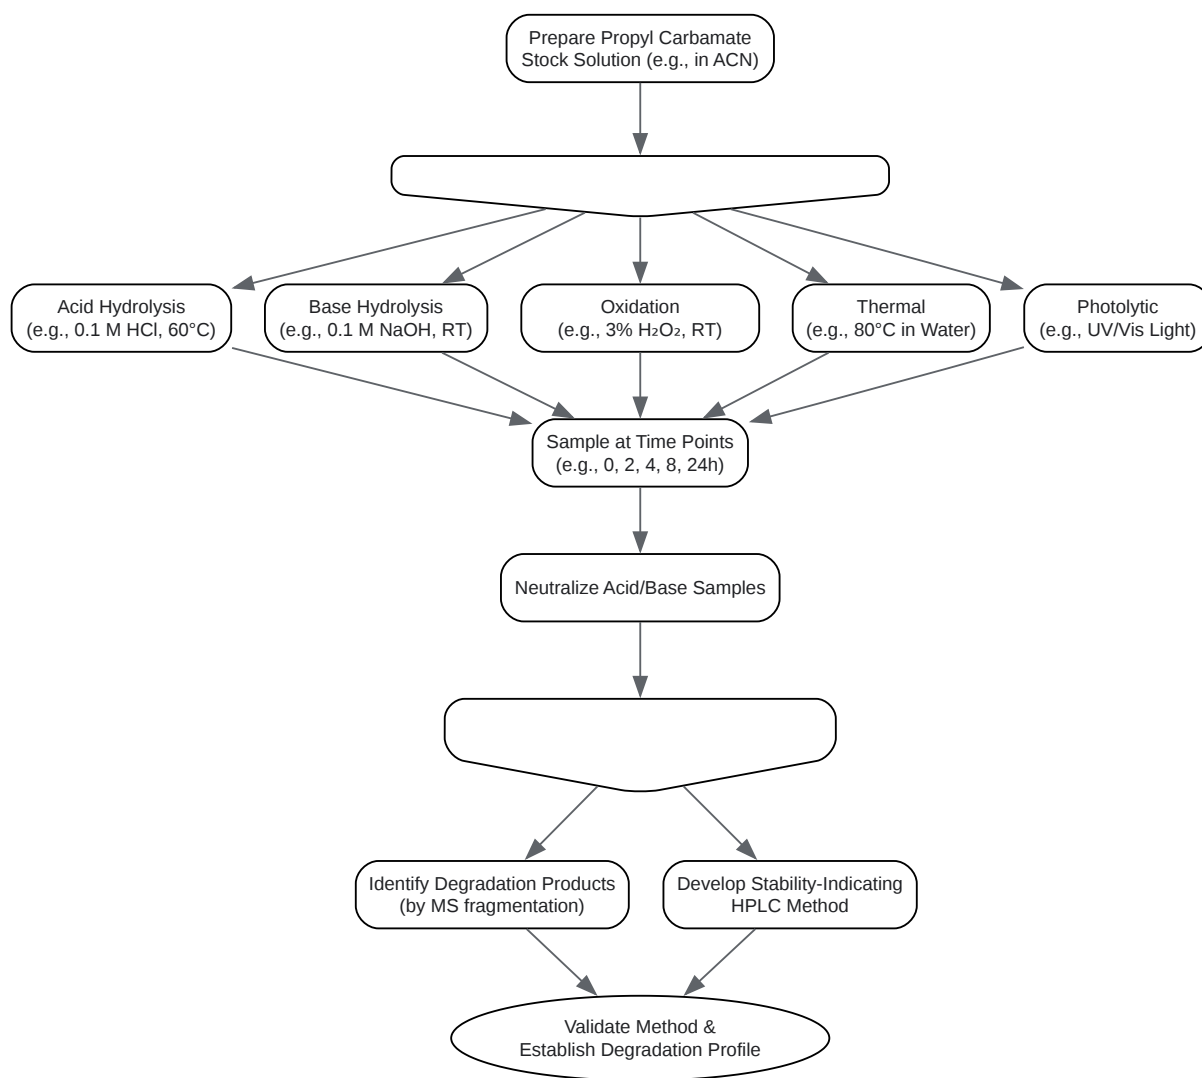 Prepare Propyl Carbamate
Stock Solution (e.g., in ACN)
Acid Hydrolysis
(e.g., 0.1 M HCl, 60°C)
Base Hydrolysis
(e.g., 0.1 M NaOH, RT)
Oxidation
(e.g., 3% H₂O₂, RT)
Thermal
(e.g., 80°C in Water)
Photolytic
(e.g., UV/Vis Light)
Sample at Time Points
(e.g., 0, 2, 4, 8, 24h)
Neutralize Acid/Base Samples
Identify Degradation Products
(by MS fragmentation)
Develop Stability-Indicating
HPLC Method
Validate Method &
Establish Degradation Profile